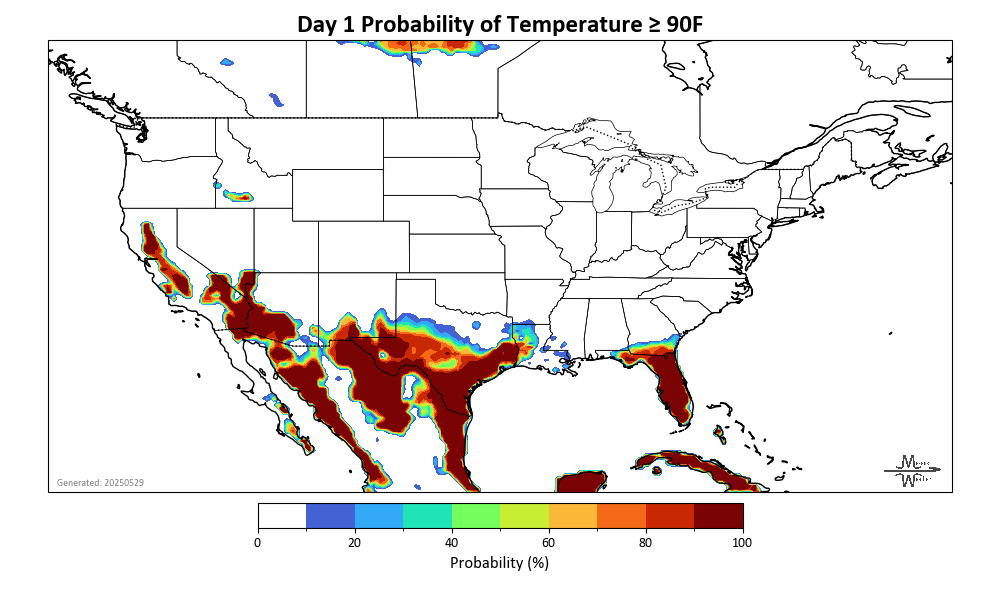 Day 1 Probability of Temperature ≥ 90F
Generated: 20250529
0 20 40 60 80 100
Probability (%)